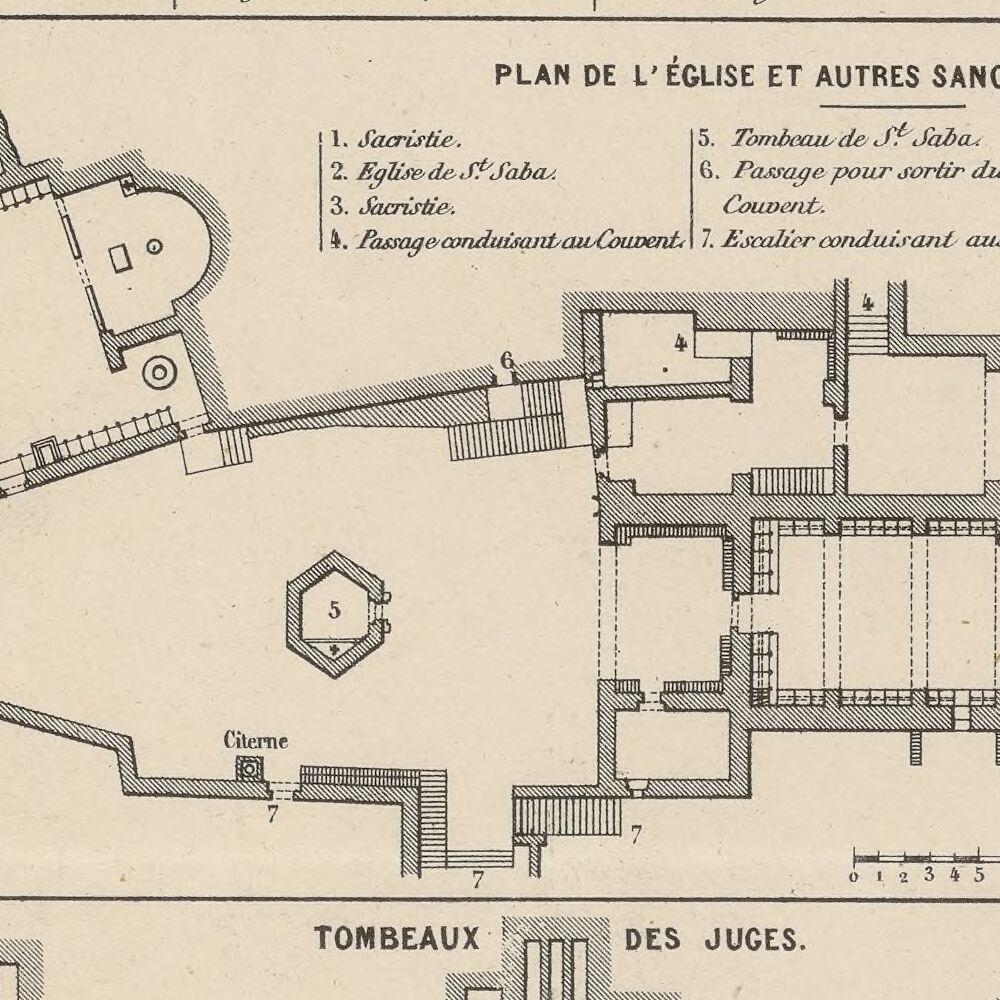 PLAN DE L'ÉGLISE ET AUTRES
1. Sacristie.
2. Eglise de St. Saba.
3. Sacristie.
4. Passage conduisant au Couvent.
5. Tombeau de St. Saba.
6. Passage pour sortir du
Couvent.
7. Escalier conduisant
4
4
6
5
Citerne
7
7
7
0 1 2 3 4 5
TOMBEAUX DES JUGES.